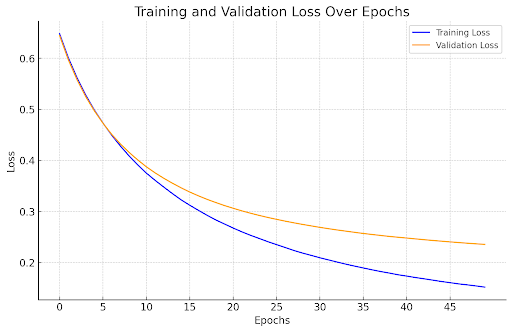 Training and Validation Loss Over Epochs
Training Loss
Validation Loss
Loss
0.6
0.5
0.4
0.3
0.2
0 5 10 15 20 25 30 35 40 45
Epochs